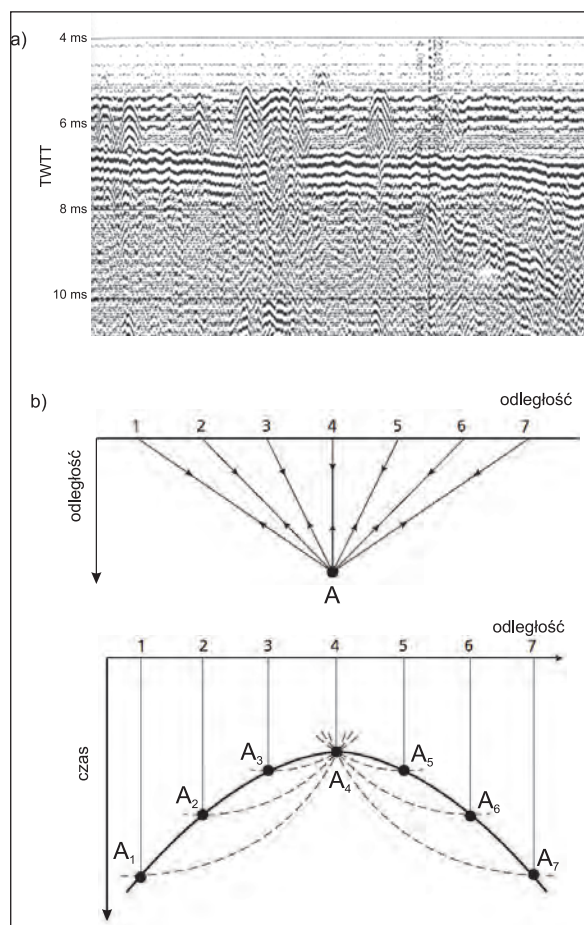 a)
4 ms
6 ms
TWTT
8 ms
10 ms
b)
odległość
1 2 3 4 5 6 7
odległość
A
odległość
1 2 3 4 5 6 7
czas
A₃ A₄ A₅
A₂ A₆
A₁ A₇